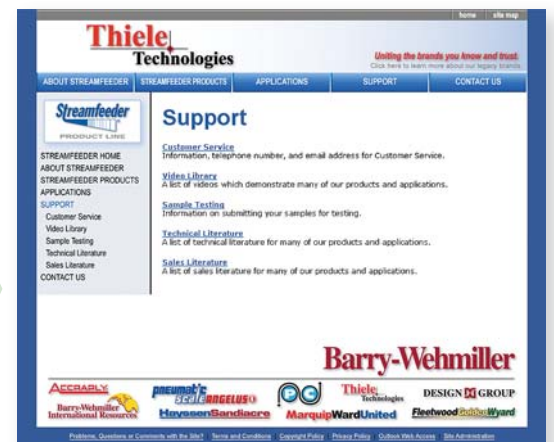 home site map
Thiele
Technologies
Uniting the brands you know and trust.
Click here to learn more about our legacy brands.
ABOUT STREAMFEEDER STREAMFEEDER PRODUCTS APPLICATIONS SUPPORT CONTACT US
Streamfeeder
PRODUCT LINE
STREAMFEEDER HOME
ABOUT STREAMFEEDER
STREAMFEEDER PRODUCTS
APPLICATIONS
SUPPORT
Customer Service
Video Library
Sample Testing
Technical Literature
Sales Literature
CONTACT US
Support
Customer Service
Information, telephone number, and email address for Customer Service.
Video Library
A list of videos which demonstrate many of our products and applications.
Sample Testing
Information on submitting your samples for testing.
Technical Literature
A list of technical literature for many of our products and applications.
Sales Literature
A list of sales literature for many of our products and applications.
Barry-Wehmiller
ACCRAPLY
Barry-Wehmiller
International Resources
pneumatic
scale ANGELUS
HayssenSandiacre
PCI
MarquipWardUnited
Thiele
Technologies
DESIGN GROUP
FleetwoodGoldcoWyard
Problems, Questions or Comments with the Site? Terms and Conditions Copyright Policy Privacy Policy Outlook Web Access Site Administration